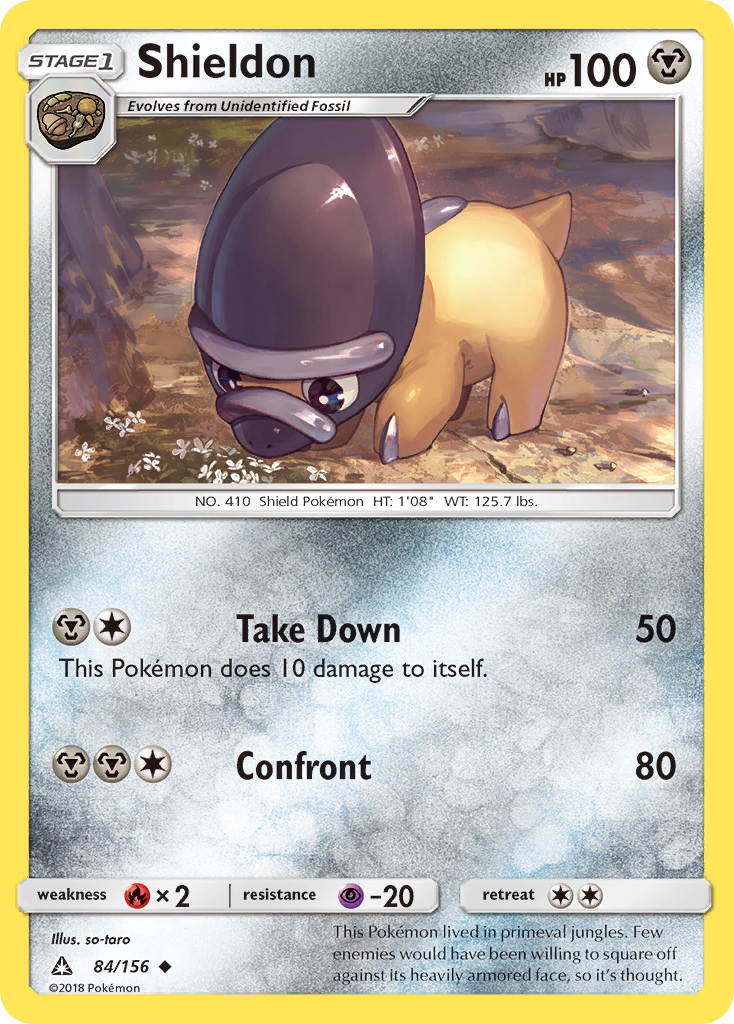 STAGE1
Shieldon
HP 100
Evolves from Unidentified Fossil
NO. 410 Shield Pokémon HT: 1'08" WT: 125.7 lbs.
Take Down 50
This Pokémon does 10 damage to itself.
Confront 80
weakness × 2 resistance -20 retreat
Illus. so-taro
84/156
©2018 Pokémon
This Pokémon lived in primeval jungles. Few
enemies would have been willing to square off
against its heavily armored face, so it's thought.